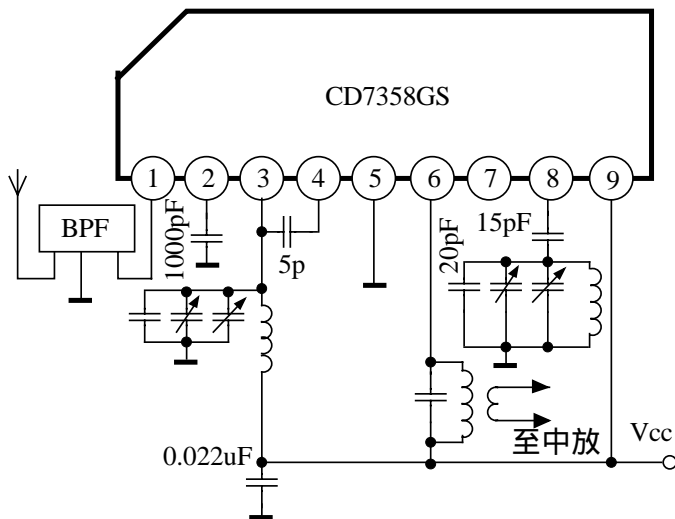 CD7358GS
1 2 3 4 5 6 7 8 9
BPF
1000pF
5p
20pF
15pF
至中放
Vcc
0.022uF